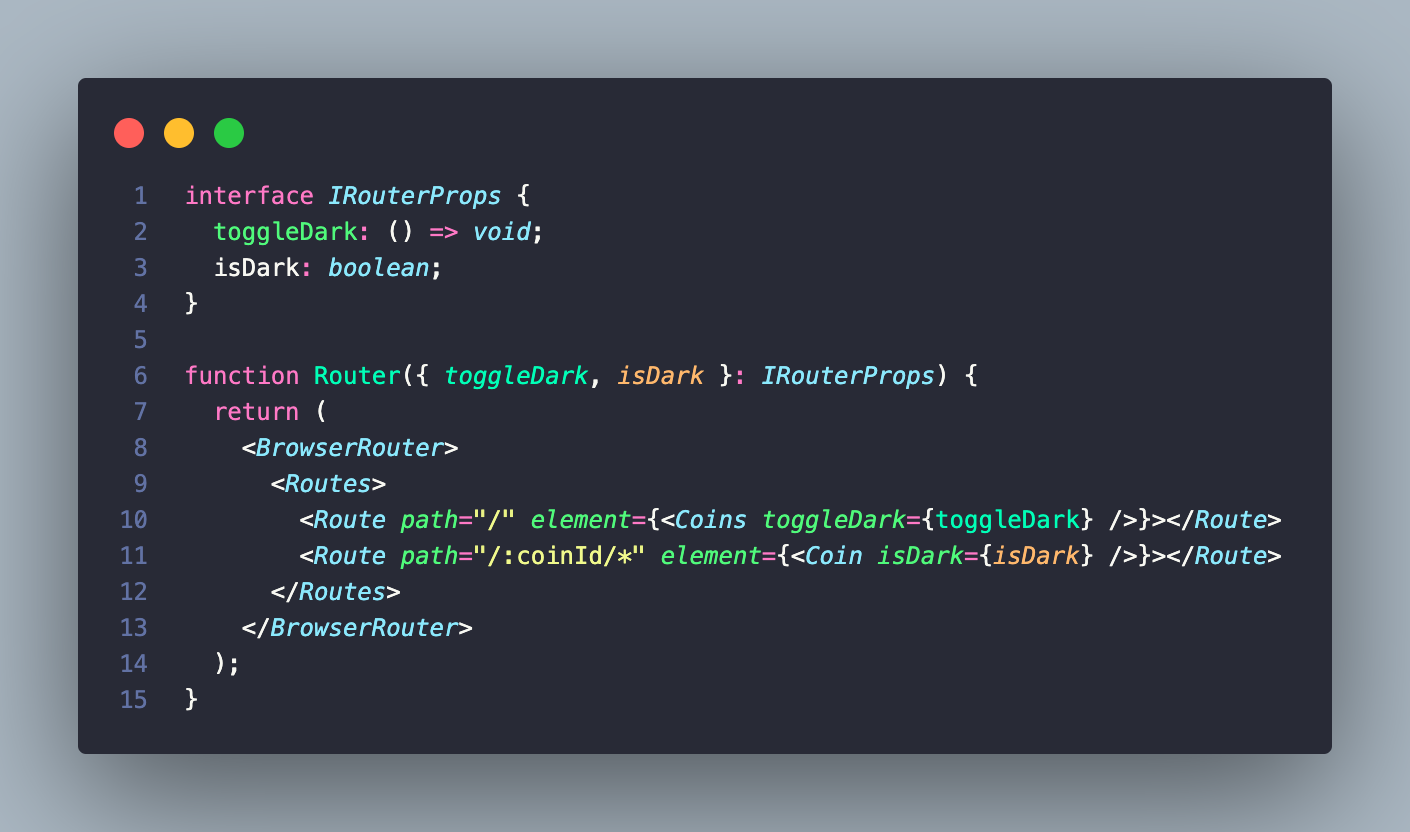 1 interface IRouterProps {
2   toggleDark: () => void;
3   isDark: boolean;
4 }
5
6 function Router({ toggleDark, isDark }: IRouterProps) {
7   return (
8     <BrowserRouter>
9       <Routes>
10         <Route path="/" element={<Coins toggleDark={toggleDark} />}></Route>
11         <Route path="/:coinId/*" element={<Coin isDark={isDark} />}></Route>
12       </Routes>
13     </BrowserRouter>
14   );
15 }